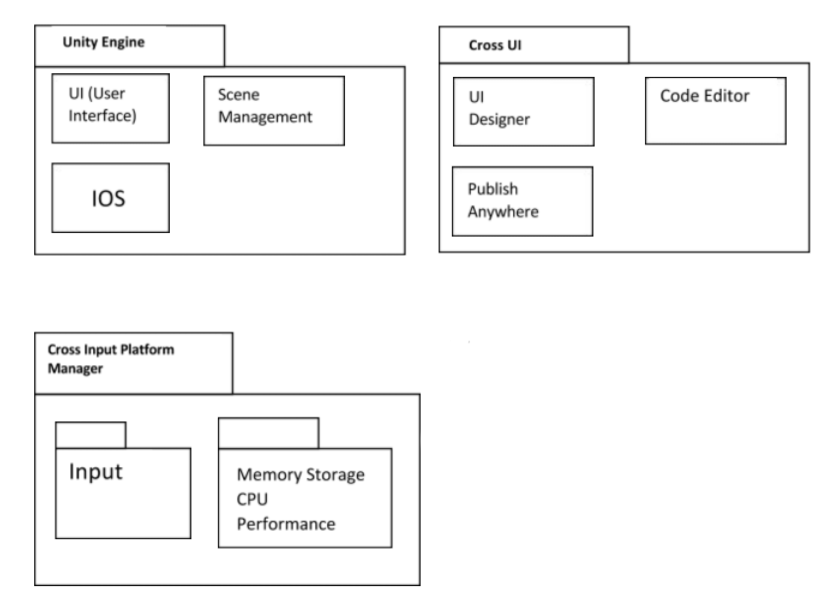 Unity Engine
UI (User
Interface)
Scene
Management
IOS
Cross UI
UI
Designer
Code Editor
Publish
Anywhere
Cross Input Platform
Manager
Input
Memory Storage
CPU
Performance